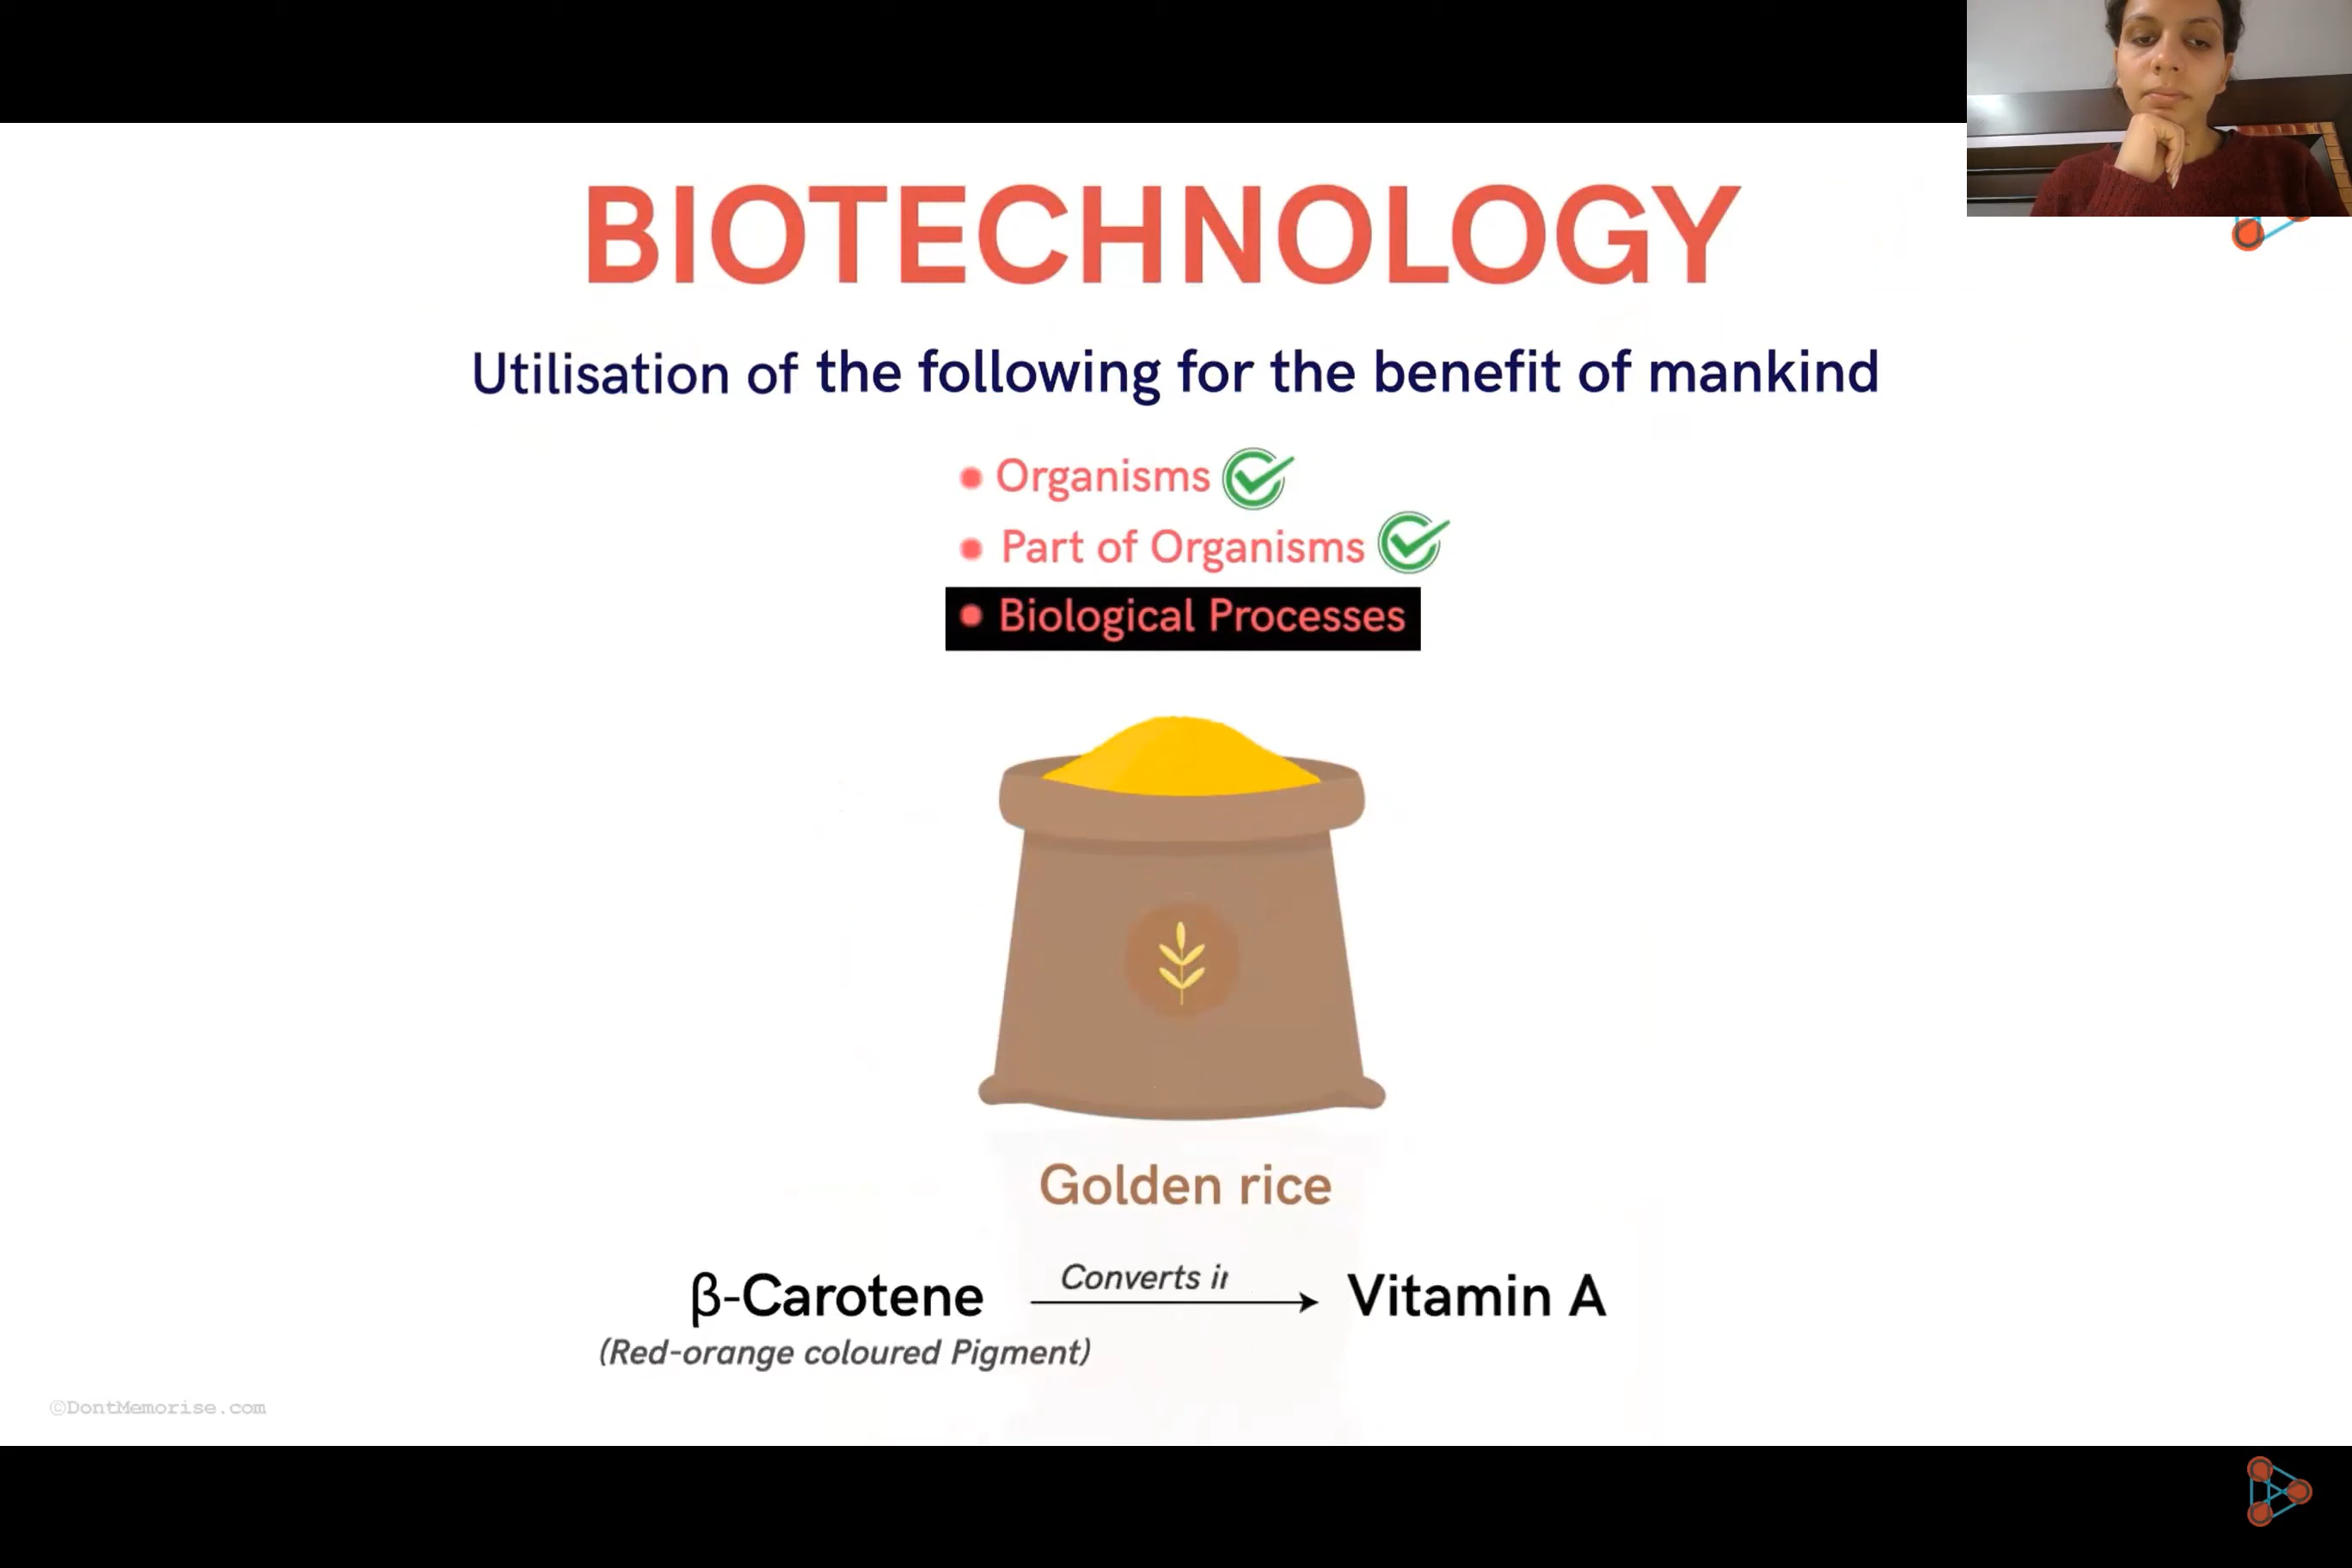 BIOTECHNOLOGY
Utilisation of the following for the benefit of mankind
• Organisms
• Part of Organisms
• Biological Processes
Golden rice
β-Carotene Converts Vitamin A
(Red-orange coloured Pigment)
©DontMemorise.com